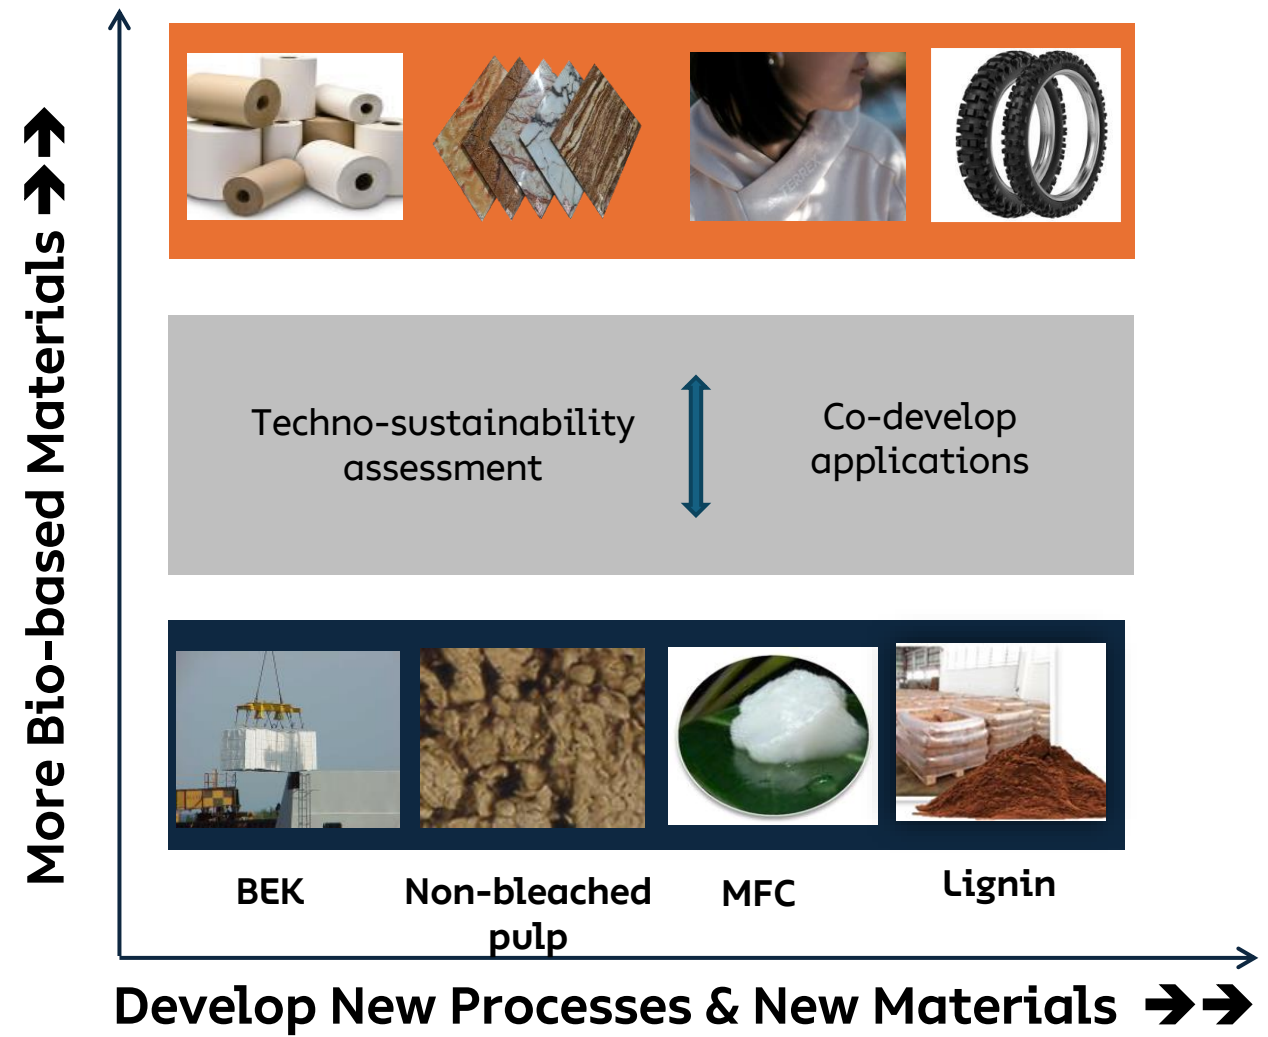 More Bio-based Materials →→
TERREX
Techno-sustainability
assessment
Co-develop
applications
BEK
Non-bleached
pulp
MFC
Lignin
Develop New Processes & New Materials →→